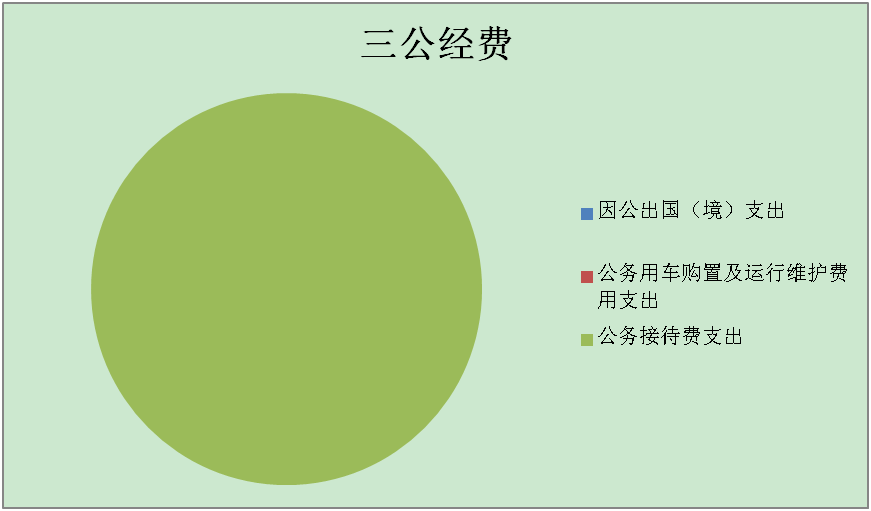 三公经费
因公出国（境）支出
公务用车购置及运行维护费
用支出
公务接待费支出